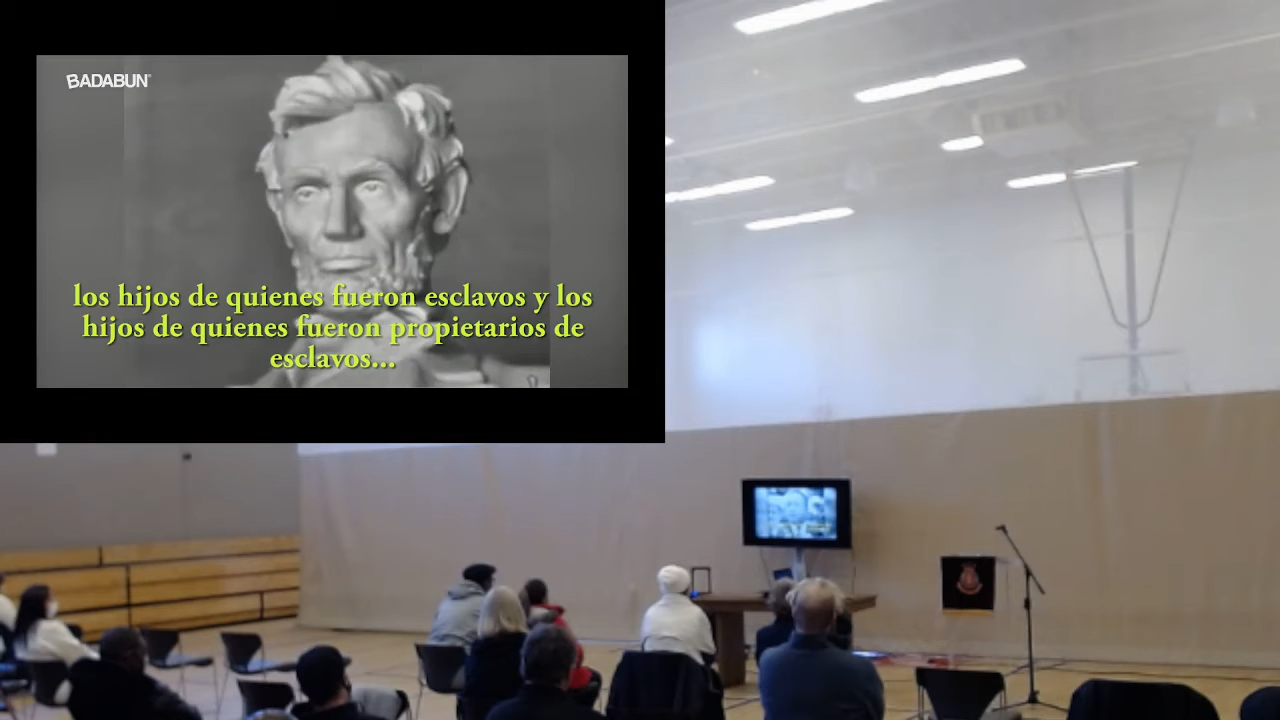 BADABUN
los hijos de quienes fueron esclavos y los
hijos de quienes fueron propietarios de
esclavos...